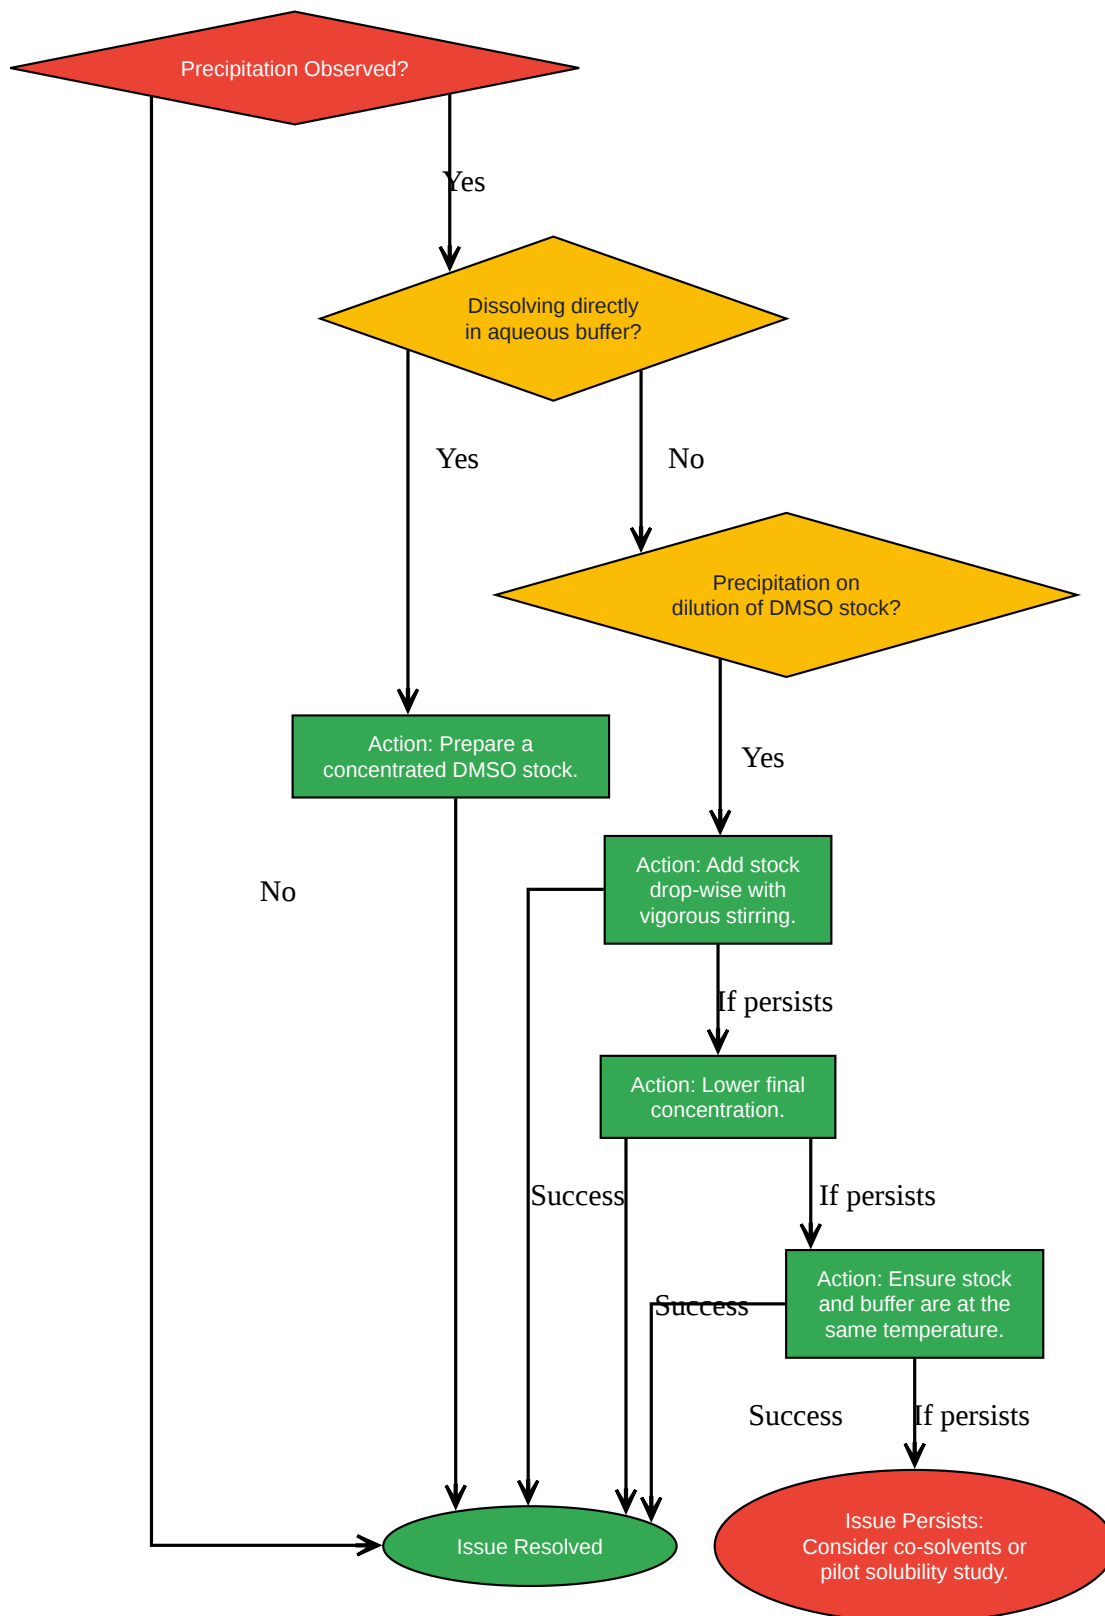 Precipitation Observed?
Yes
Dissolving directly
in aqueous buffer?
Yes
No
Precipitation on
dilution of DMSO stock?
Action: Prepare a
concentrated DMSO stock.
Yes
Action: Add stock
drop-wise with
vigorous stirring.
No
If persists
Action: Lower final
concentration.
Success
If persists
Action: Ensure stock
and buffer are at the
same temperature.
Success
Success
If persists
Issue Resolved
Issue Persists:
Consider co-solvents or
pilot solubility study.